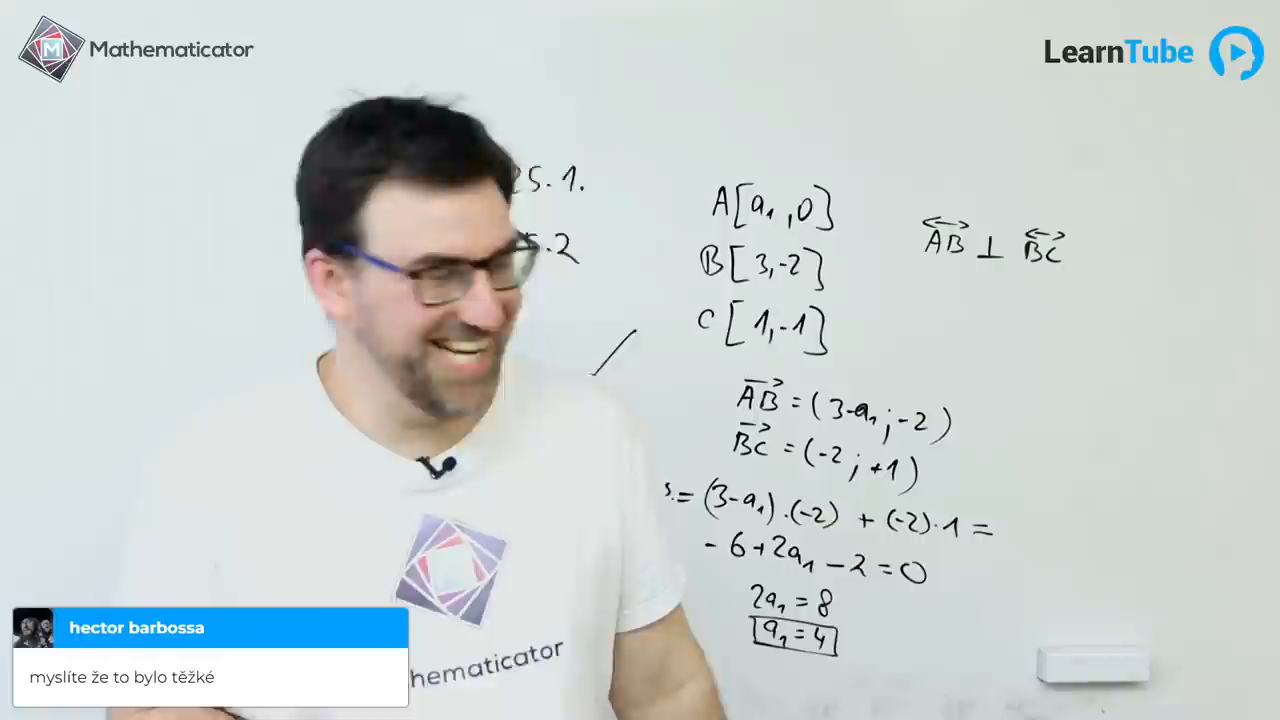 Mathematicator
LearnTube
25.1.
.2
A[a₁,0]
B[3,-2]
C[1,-1]
AB ⊥ BC
AB = (3-a₁;-2)
BC = (-2;+1)
s.= (3-a₁).(-2) + (-2).1 =
-6+2a₁-2=0
2a₁=8
a₁=4
hematicator
hector barbossa
myslíte že to bylo těžké